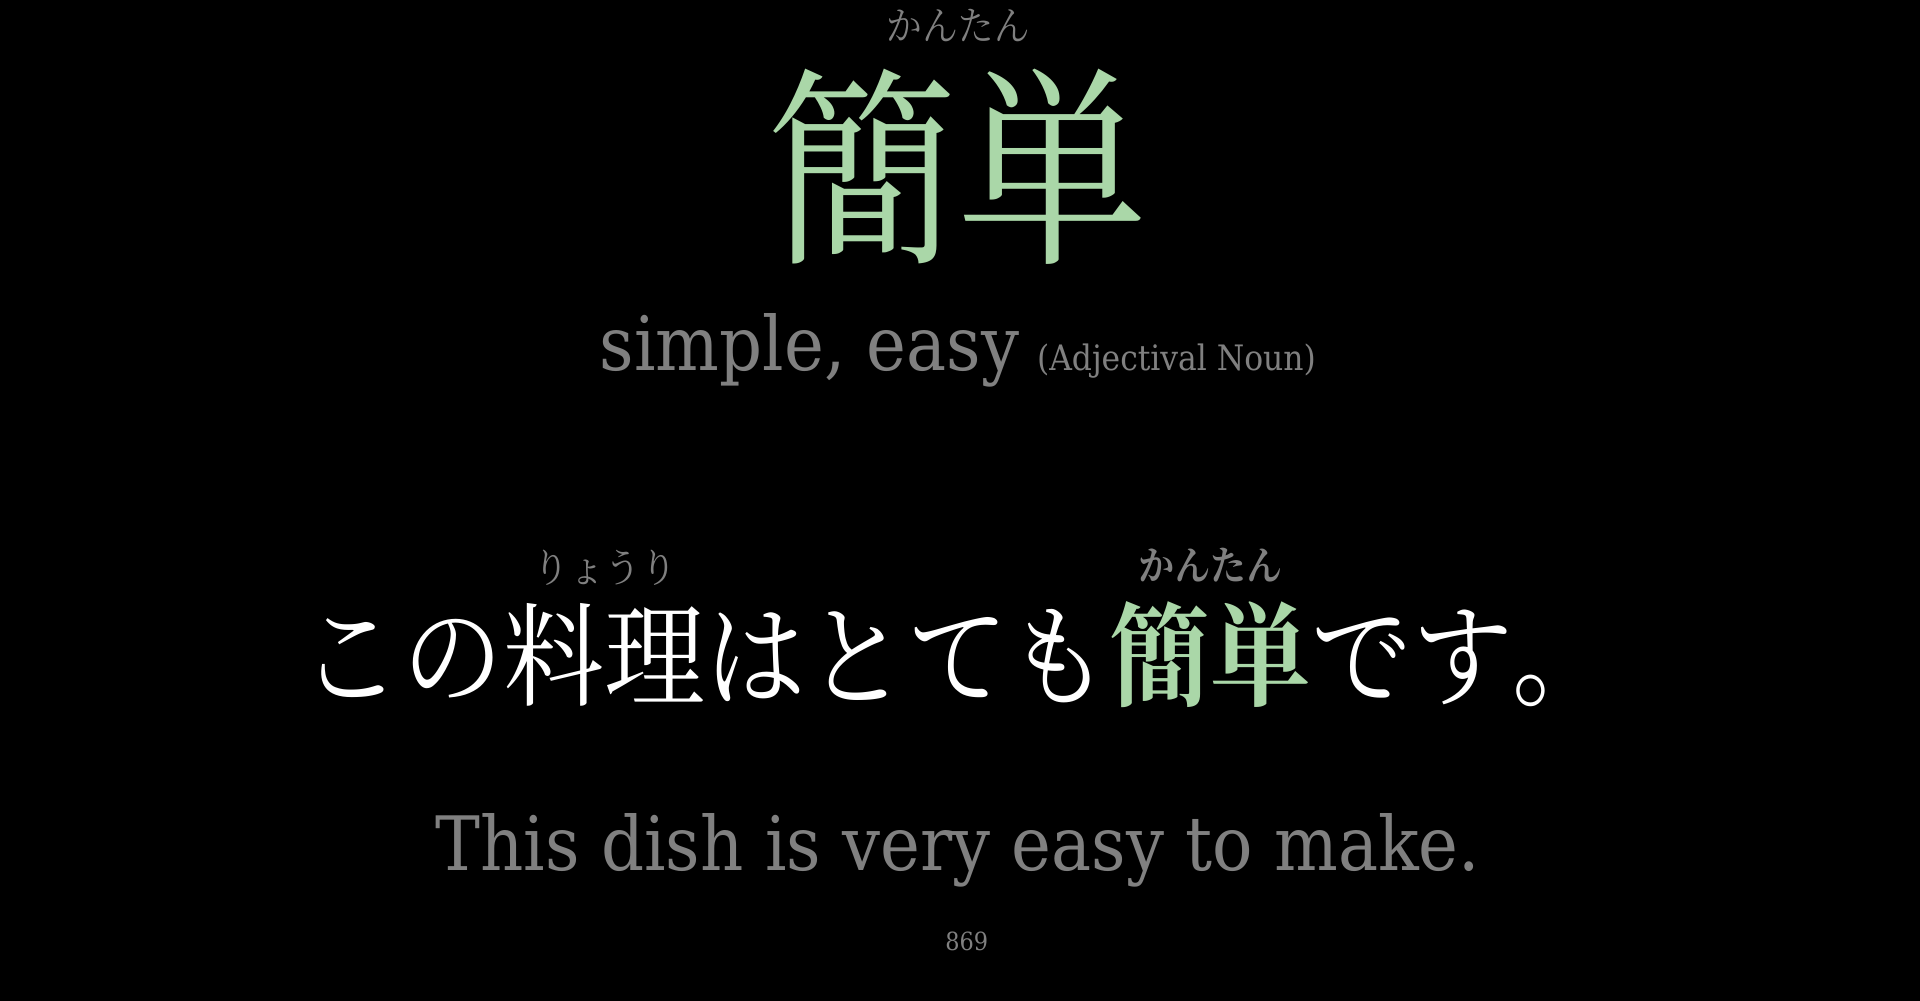 かんたん
簡単
simple, easy (Adjectival Noun)
りょうり かんたん
この料理はとても簡単です。
This dish is very easy to make.
869